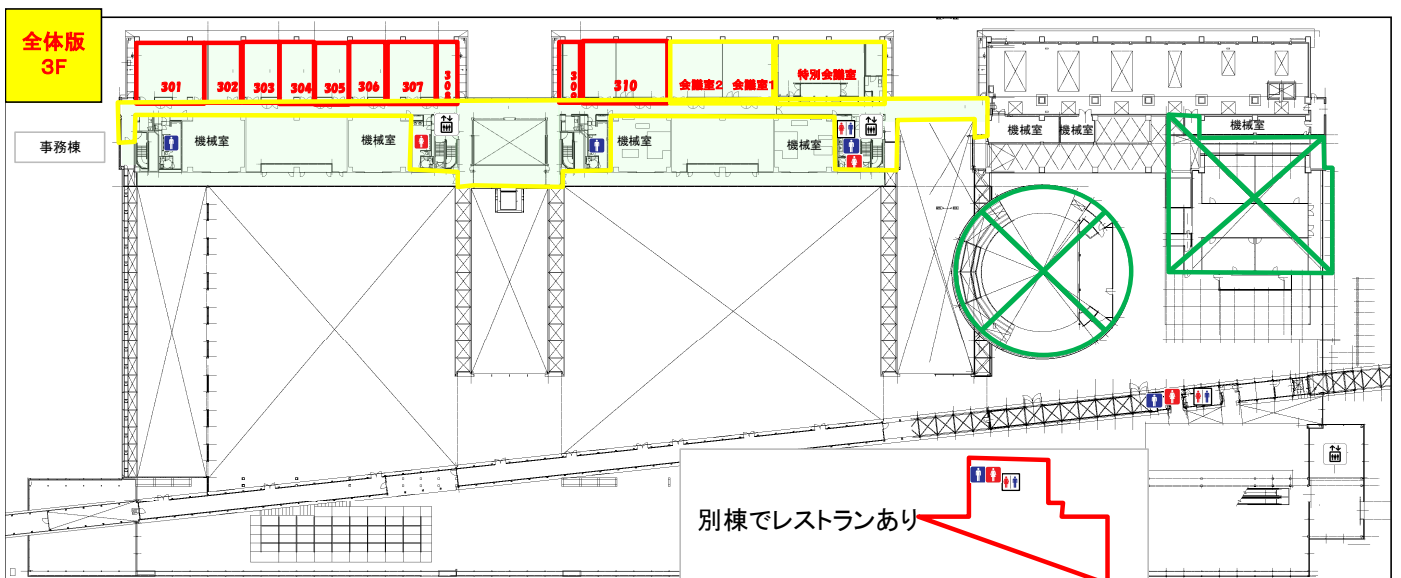 全体版
3F
301
302
303
304
305
306
307
308
309
310
会議室2
会議室1
特別会議室
事務棟
機械室
機械室
機械室
機械室
機械室
機械室
機械室
別棟でレストランあり